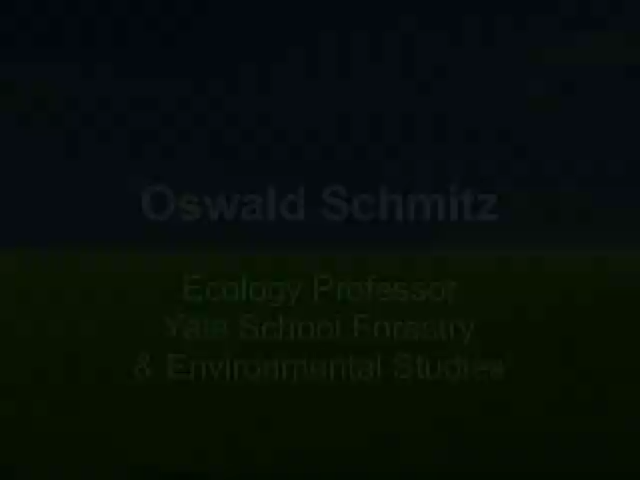 Oswald Schmitz
Ecology Professor
Yale School Forestry
& Environmental Studies